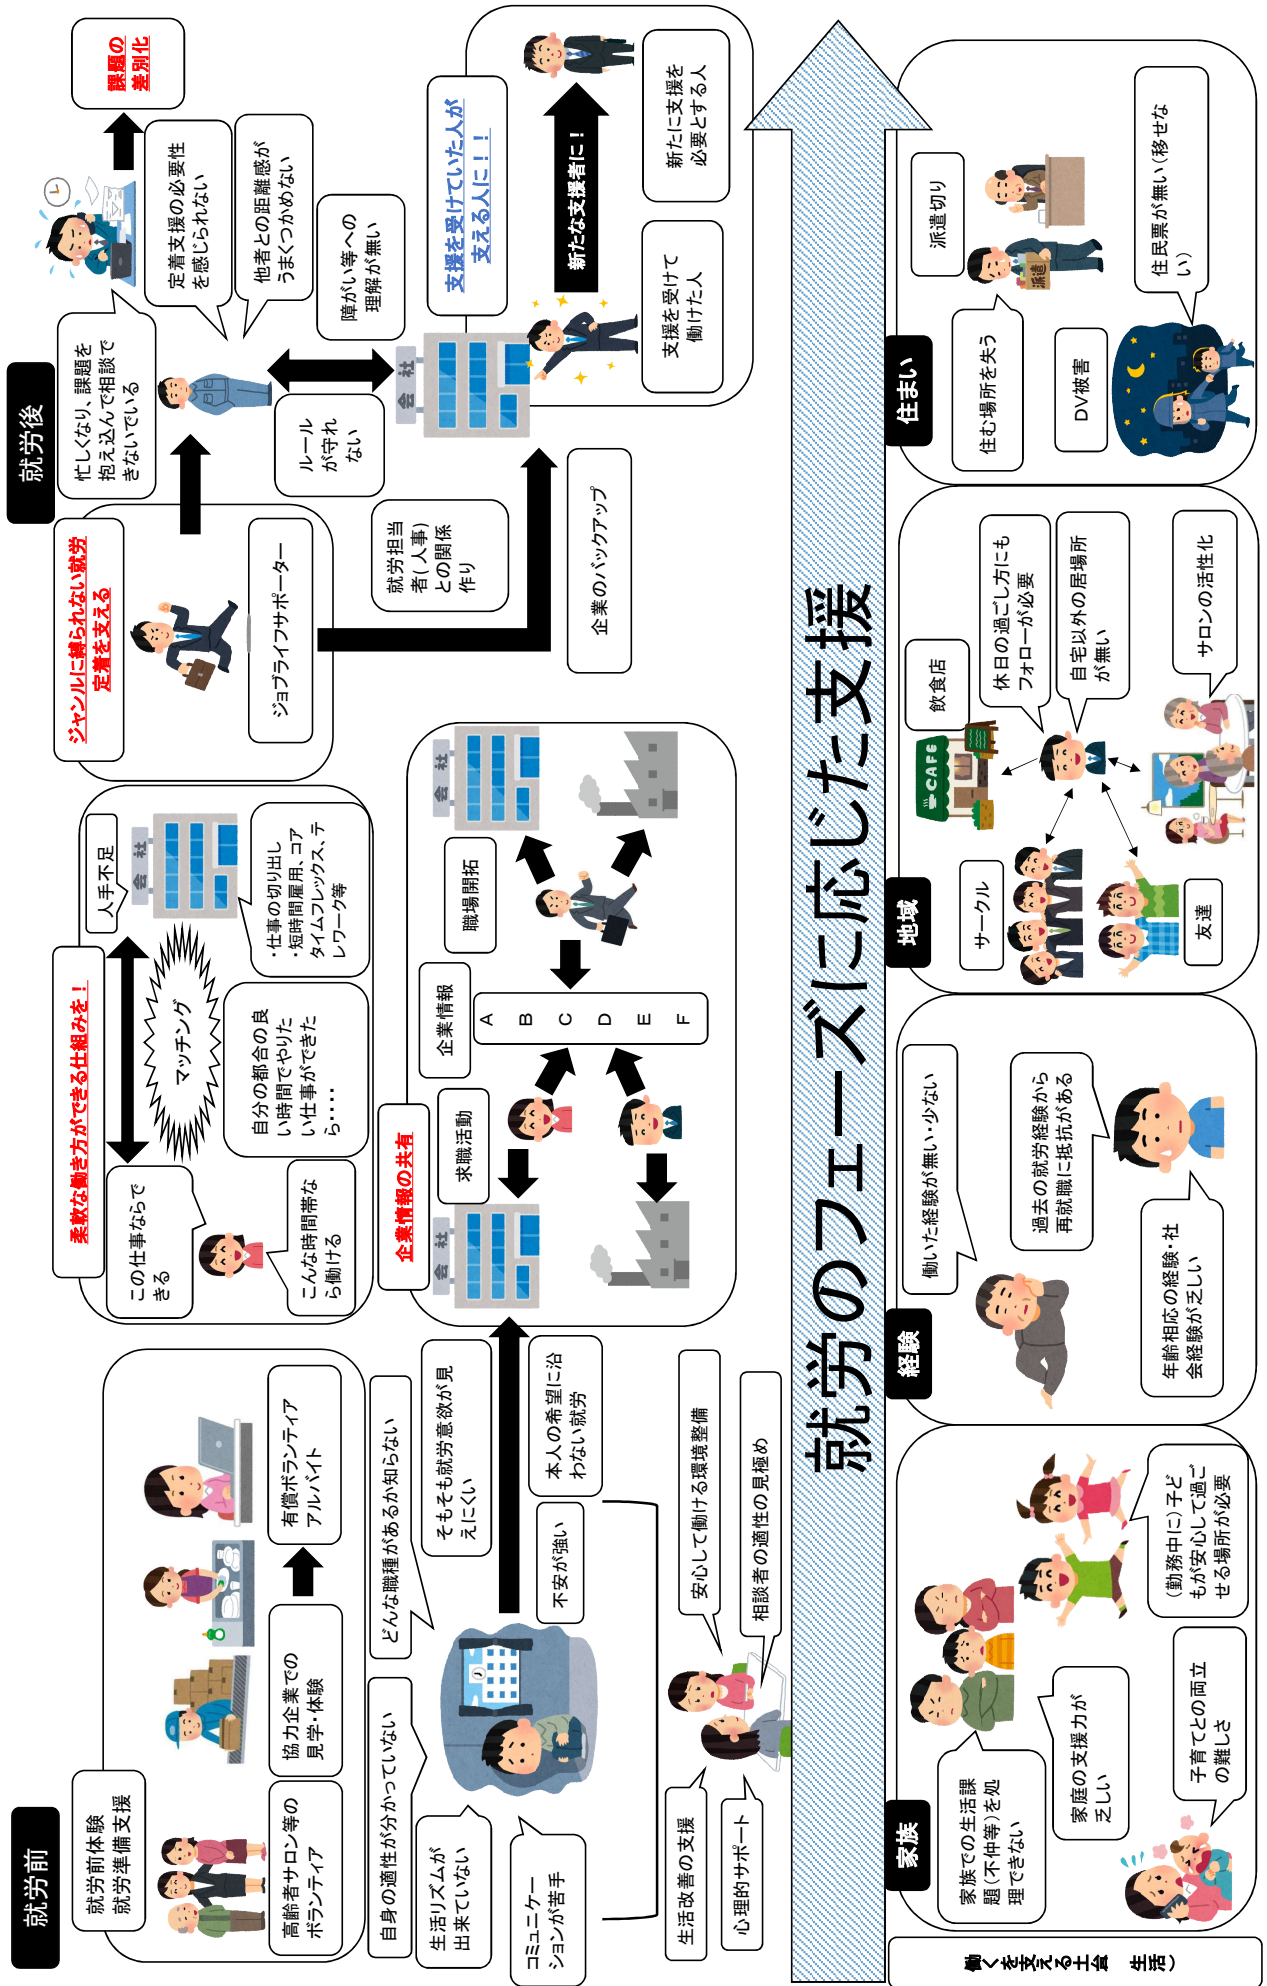 就労前
就労前体験
就労準備支援
高齢者サロン等の
ボランティア
協力企業での
見学・体験
有償ボランティア
アルバイト
自身の適性が分かっていない
どんな職種があるか知らない
生活リズムが
出来ていない
そもそも就労意欲が見
えにくい
コミュニケー
ションが苦手
不安が強い
本人の希望に沿
わない就労
生活改善の支援
安心して働ける環境整備
心理的サポート
相談者の適性の見極め
柔軟な働き方ができる仕組みを！
この仕事ならで
きる
人手不足
会社
マッチング
こんな時間帯な
ら働ける
自分の都合の良
い時間でやりた
い仕事ができた
ら・・・・・
・仕事の切り出し
・短時間雇用、コア
タイムフレックス、テ
レワーク等
企業情報の共有
求職活動
企業情報
職場開拓
会社
会社
A
B
C
D
E
F
就労後
ジャンルに縛られない就労
定着を支える
ジョブライフサポーター
忙しくなり、課題を
抱え込んで相談で
きないでいる
課題の
差別化
定着支援の必要性
を感じられない
他者との距離感が
うまくつかめない
ルール
が守れ
ない
障がい等への
理解が無い
就労担当
者(人事)
との関係
作り
会社
企業のバックアップ
支援を受けていた人が
支える人に！！
新たな支援者に！
支援を受けて
働けた人
新たに支援を
必要とする人
就労のフェーズに応じた支援
働くを支える土台 生活）
家族
家族での生活課
題(不仲等)を処
理できない
家庭の支援力が
乏しい
子育てとの両立
の難しさ
(勤務中に)子ど
もが安心して過ご
せる場所が必要
経験
働いた経験が無い・少ない
過去の就労経験から
再就職に抵抗がある
年齢相応の経験・社
会経験が乏しい
地域
飲食店
CAFE
サークル
休日の過ごし方にも
フォローが必要
自宅以外の居場所
が無い
友達
サロンの活性化
住まい
派遣切り
派遣
住む場所を失う
DV被害
住民票が無い(移せな
い)